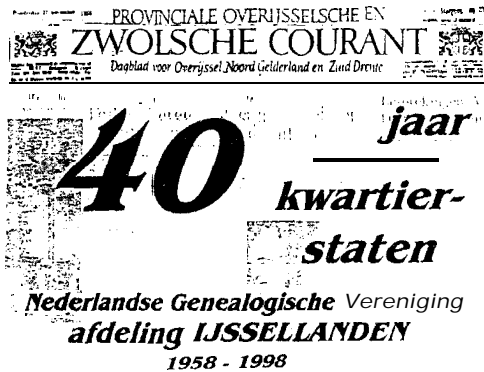 PROVINCIALE OVERIJSSELSCHE EN
ZWOLSCHE COURANT
Dagblad voor Overijssel Noord Gelderland en Zuid Drente
40 jaar
kwartier-
staten
Nederlandse Genealogische Vereniging
afdeling IJSSELLANDEN
1958 - 1998